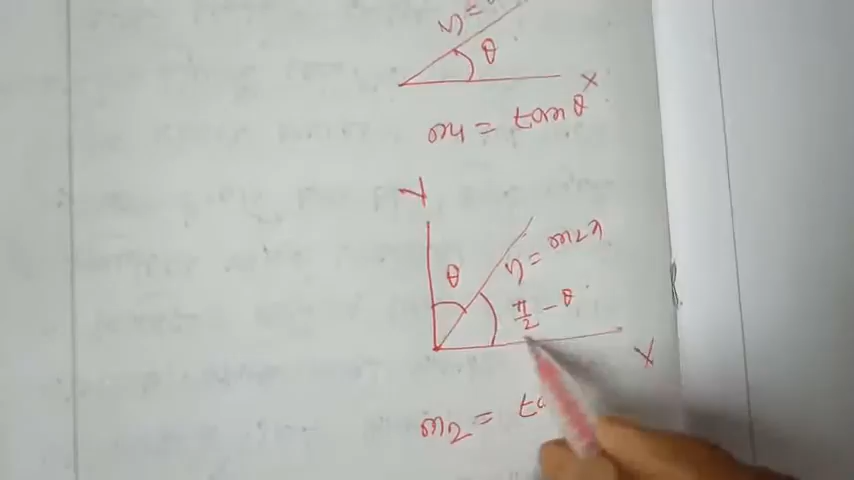 y =
θ
X
m1 = tan θ
Y
θ
y = m2x
π/2 - θ
X
m2 =